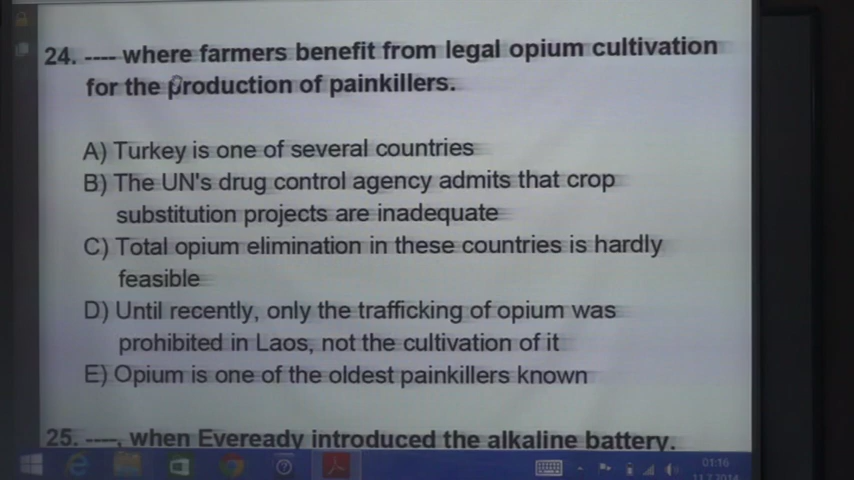 24. ---- where farmers benefit from legal opium cultivation
for the production of painkillers.
A) Turkey is one of several countries
B) The UN's drug control agency admits that crop
substitution projects are inadequate
C) Total opium elimination in these countries is hardly
feasible
D) Until recently, only the trafficking of opium was
prohibited in Laos, not the cultivation of it
E) Opium is one of the oldest painkillers known
25. ----, when Eveready introduced the alkaline battery.
01:16
11.7.2014